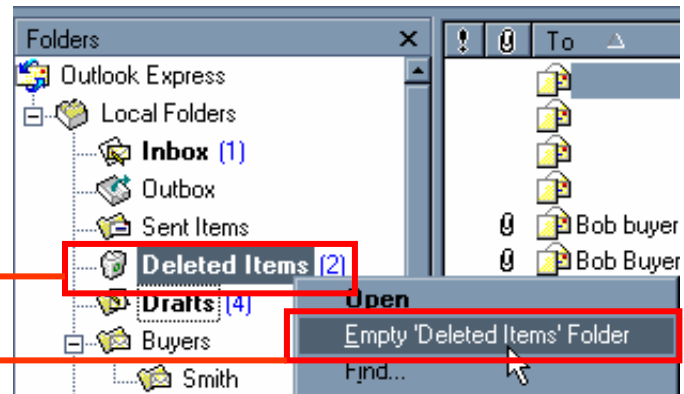 Folders
Outlook Express
Local Folders
Inbox (1)
Outbox
Sent Items
Deleted Items (2)
Drafts (4)
Buyers
Smith
! To
Bob buyer
Bob Buyer
Open
Empty 'Deleted Items' Folder
Find...